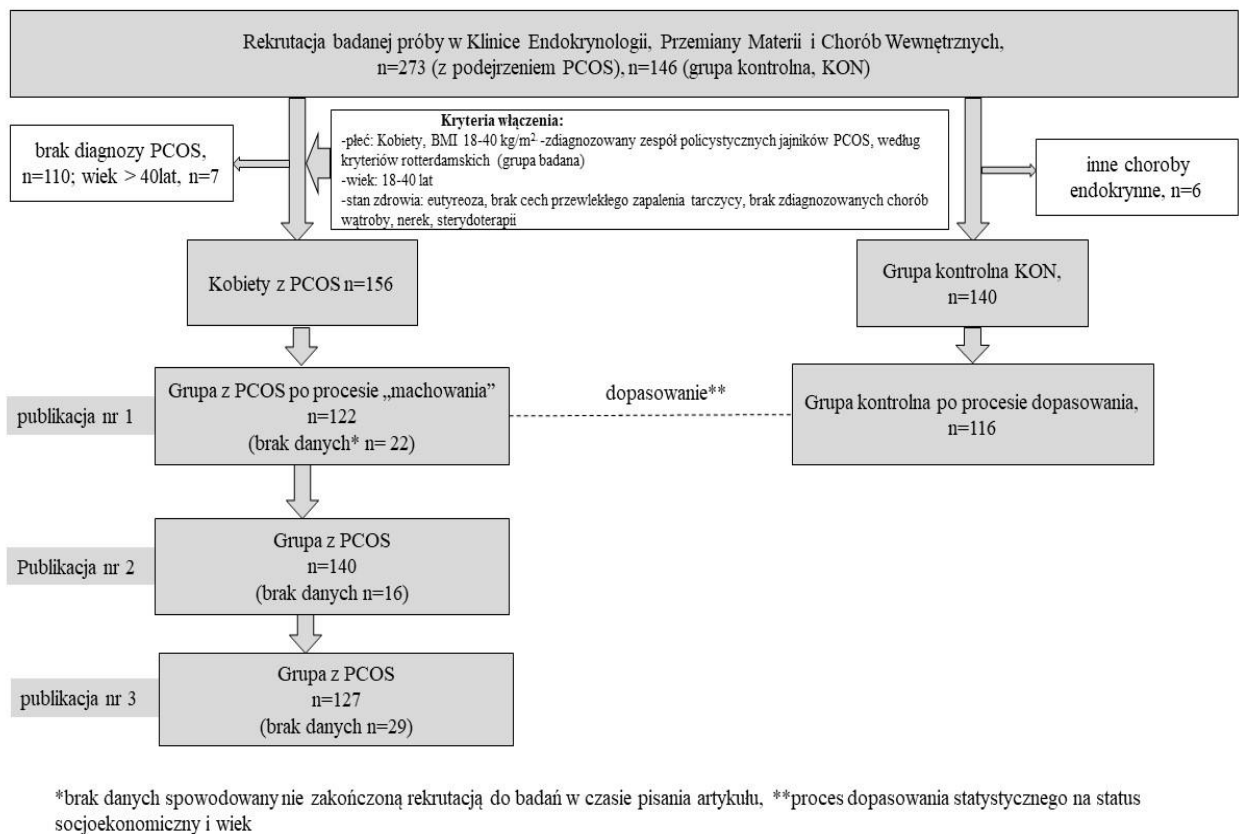 Rekrutacja badanej próby w Klinice Endokrynologii, Przemiany Materii i Chorób Wewnętrznych,
n=273 (z podejrzeniem PCOS), n=146 (grupa kontrolna, KON)
Kryteria włączenia:
-płeć: Kobiety, BMI 18-40 kg/m² -zdiagnozowany zespół policystycznych jajników PCOS, według
kryteriów rotterdamskich (grupa badana)
-wiek: 18-40 lat
-stan zdrowia: eutyreoza, brak cech przewlekłego zapalenia tarczycy, brak zdiagnozowanych chorób
wątroby, nerek, sterydoterapii
brak diagnozy PCOS,
n=110; wiek > 40lat, n=7
inne choroby
endokrynne, n=6
Kobiety z PCOS n=156
Grupa kontrolna KON,
n=140
publikacja nr 1
Grupa z PCOS po procesie „machowania”
n=122
(brak danych* n= 22)
dopasowanie**
Grupa kontrolna po procesie dopasowania,
n=116
Publikacja nr 2
Grupa z PCOS
n=140
(brak danych n=16)
publikacja nr 3
Grupa z PCOS
n=127
(brak danych n=29)
*brak danych spowodowany nie zakończoną rekrutacją do badań w czasie pisania artykułu, **proces dopasowania statystycznego na status
socjoekonomiczny i wiek